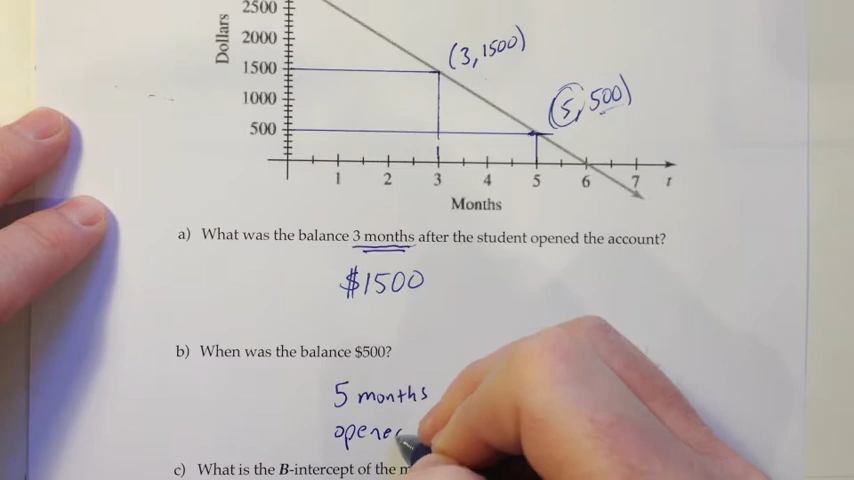 2500
Dollars
2000
(3,1500)
1500
1000
(5,500)
500
1 2 3 4 5 6 7 t
Months
a) What was the balance 3 months after the student opened the account?
$1500
b) When was the balance $500?
5 months
opene
c) What is the B-intercept of the